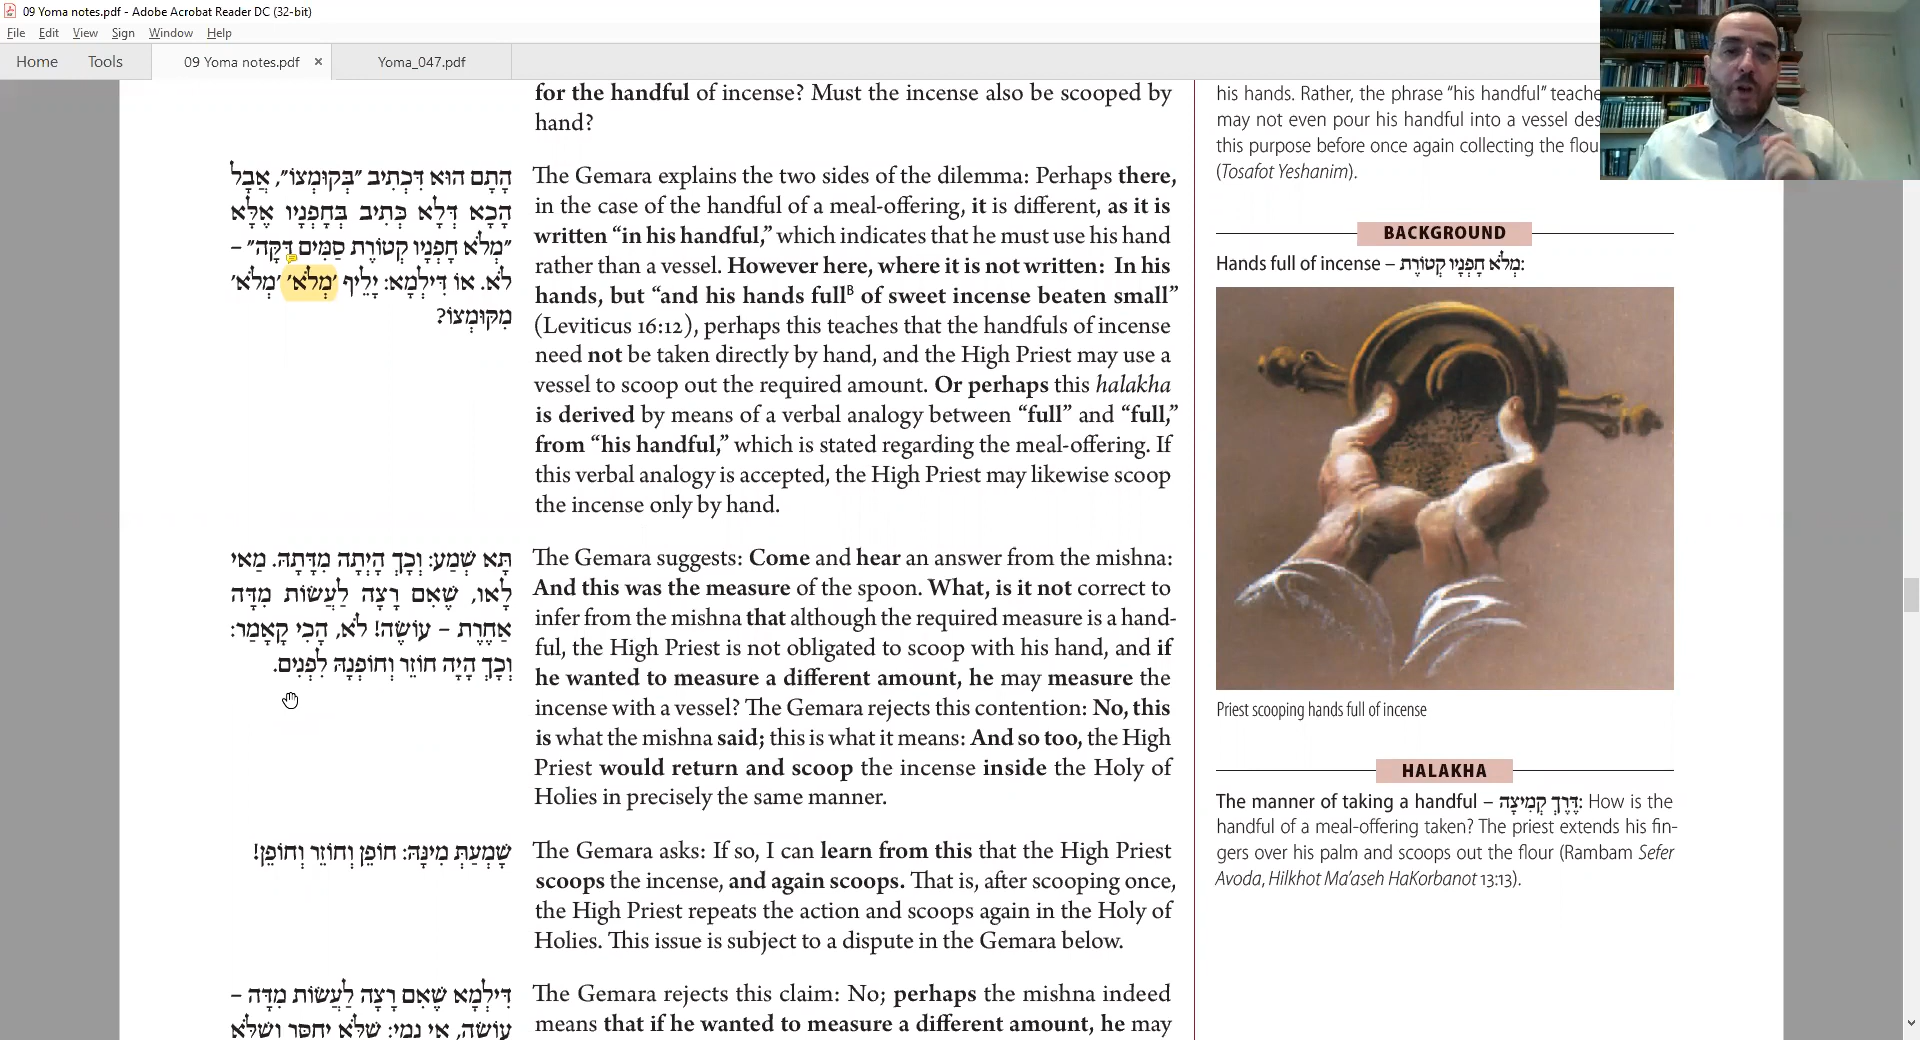 09 Yoma notes.pdf - Adobe Acrobat Reader DC (32-bit)
File Edit View Sign Window Help
Home Tools 09 Yoma notes.pdf × Yoma_047.pdf
for the handful of incense? Must the incense also be scooped by
hand?
הָתָם הוּא דִּכְתִיב ״בְּקוּמְצוֹ״, אֲבָל
הָכָא דְּלָא כְּתִיב בְּחׇפְנָיו אֶלָּא
״מְלֹא חׇפְנָיו קְטוֹרֶת סַמִּים דַּקָּה״ –
לֹא. אוֹ דִּילְמָא: יָלֵיף ׳מְלֹא׳ ׳מְלֹא׳
מִקּוּמְצוֹ?
The Gemara explains the two sides of the dilemma: Perhaps there,
in the case of the handful of a meal-offering, it is different, as it is
written “in his handful,” which indicates that he must use his hand
rather than a vessel. However here, where it is not written: In his
hands, but “and his hands fullᴮ of sweet incense beaten small”
(Leviticus 16:12), perhaps this teaches that the handfuls of incense
need not be taken directly by hand, and the High Priest may use a
vessel to scoop out the required amount. Or perhaps this halakha
is derived by means of a verbal analogy between “full” and “full,”
from “his handful,” which is stated regarding the meal-offering. If
this verbal analogy is accepted, the High Priest may likewise scoop
the incense only by hand.
תָּא שְׁמַע: וְכָךְ הָיְתָה מִדָּתָהּ. מַאי
לָאו, שֶׁאִם רָצָה לַעֲשׂוֹת מִדָּה
אַחֶרֶת – עוֹשֶׂה! לֹא, הָכִי קָאָמַר:
וְכָךְ הָיָה חוֹזֵר וְחוֹפְנָהּ לִפְנִים.
The Gemara suggests: Come and hear an answer from the mishna:
And this was the measure of the spoon. What, is it not correct to
infer from the mishna that although the required measure is a hand-
ful, the High Priest is not obligated to scoop with his hand, and if
he wanted to measure a different amount, he may measure the
incense with a vessel? The Gemara rejects this contention: No, this
is what the mishna said; this is what it means: And so too, the High
Priest would return and scoop the incense inside the Holy of
Holies in precisely the same manner.
שָׁמְעַתְּ מִינַּהּ: חוֹפֵן וְחוֹזֵר וְחוֹפֵן!
The Gemara asks: If so, I can learn from this that the High Priest
scoops the incense, and again scoops. That is, after scooping once,
the High Priest repeats the action and scoops again in the Holy of
Holies. This issue is subject to a dispute in the Gemara below.
דִּילְמָא שֶׁאִם רָצָה לַעֲשׂוֹת מִדָּה –
עוֹשֶׂה, אִי נָמֵי: שֶׁלֹּא יְחַסֵּר וְשֶׁלֹּא
The Gemara rejects this claim: No; perhaps the mishna indeed
means that if he wanted to measure a different amount, he may
his hands. Rather, the phrase “his handful” teache
may not even pour his handful into a vessel des
this purpose before once again collecting the flou
(Tosafot Yeshanim).
BACKGROUND
Hands full of incense – מְלֹא חׇפְנָיו קְטוֹרֶת:
Priest scooping hands full of incense
HALAKHA
The manner of taking a handful – דֶּרֶךְ קְמִיצָה: How is the
handful of a meal-offering taken? The priest extends his fin-
gers over his palm and scoops out the flour (Rambam Sefer
Avoda, Hilkhot Ma’aseh HaKorbanot 13:13).